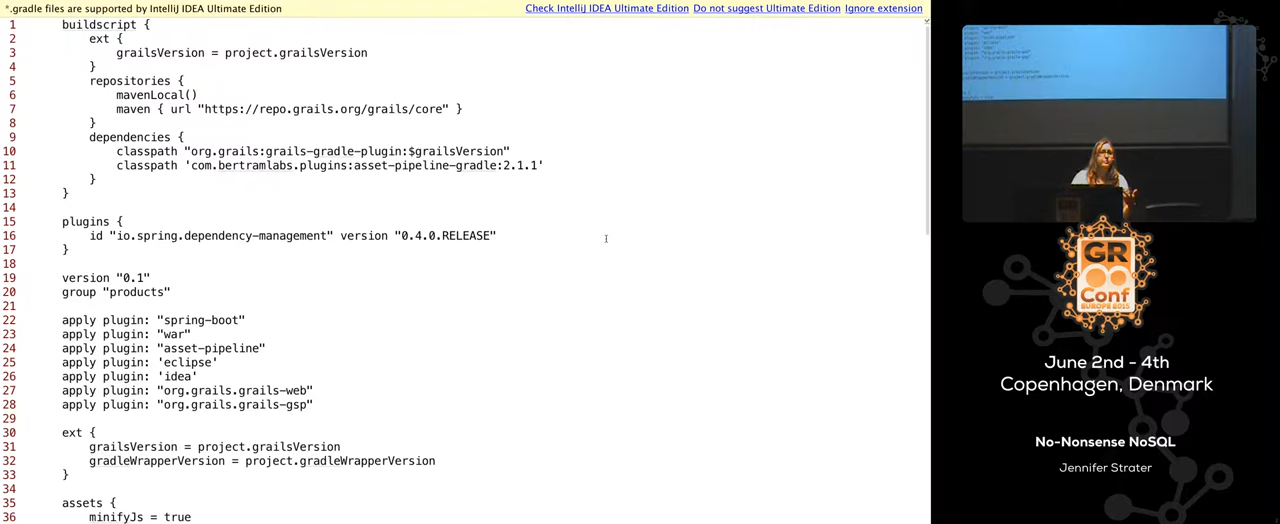 *.gradle files are supported by IntelliJ IDEA Ultimate Edition
Check IntelliJ IDEA Ultimate Edition Do not suggest Ultimate Edition Ignore extension
1 buildscript {
2 ext {
3 grailsVersion = project.grailsVersion
4 }
5 repositories {
6 mavenLocal()
7 maven { url "https://repo.grails.org/grails/core" }
8 }
9 dependencies {
10 classpath "org.grails:grails-gradle-plugin:$grailsVersion"
11 classpath 'com.bertramlabs.plugins:asset-pipeline-gradle:2.1.1'
12 }
13 }
14
15 plugins {
16 id "io.spring.dependency-management" version "0.4.0.RELEASE"
17 }
18
19 version "0.1"
20 group "products"
21
22 apply plugin: "spring-boot"
23 apply plugin: "war"
24 apply plugin: "asset-pipeline"
25 apply plugin: 'eclipse'
26 apply plugin: 'idea'
27 apply plugin: "org.grails.grails-web"
28 apply plugin: "org.grails.grails-gsp"
29
30 ext {
31 grailsVersion = project.grailsVersion
32 gradleWrapperVersion = project.gradleWrapperVersion
33 }
34
35 assets {
36 minifyJs = true
GR
Conf
EUROPE 2015
June 2nd - 4th
Copenhagen, Denmark
No-Nonsense NoSQL
Jennifer Strater